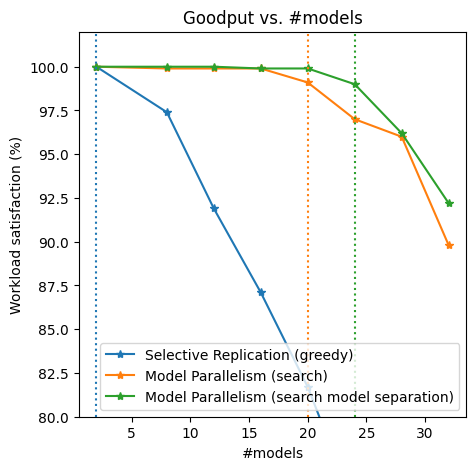 Goodput vs. #models
Workload satisfaction (%)
100.0
97.5
95.0
92.5
90.0
87.5
85.0
82.5
80.0
Selective Replication (greedy)
Model Parallelism (search)
Model Parallelism (search model separation)
5 10 15 20 25 30
#models